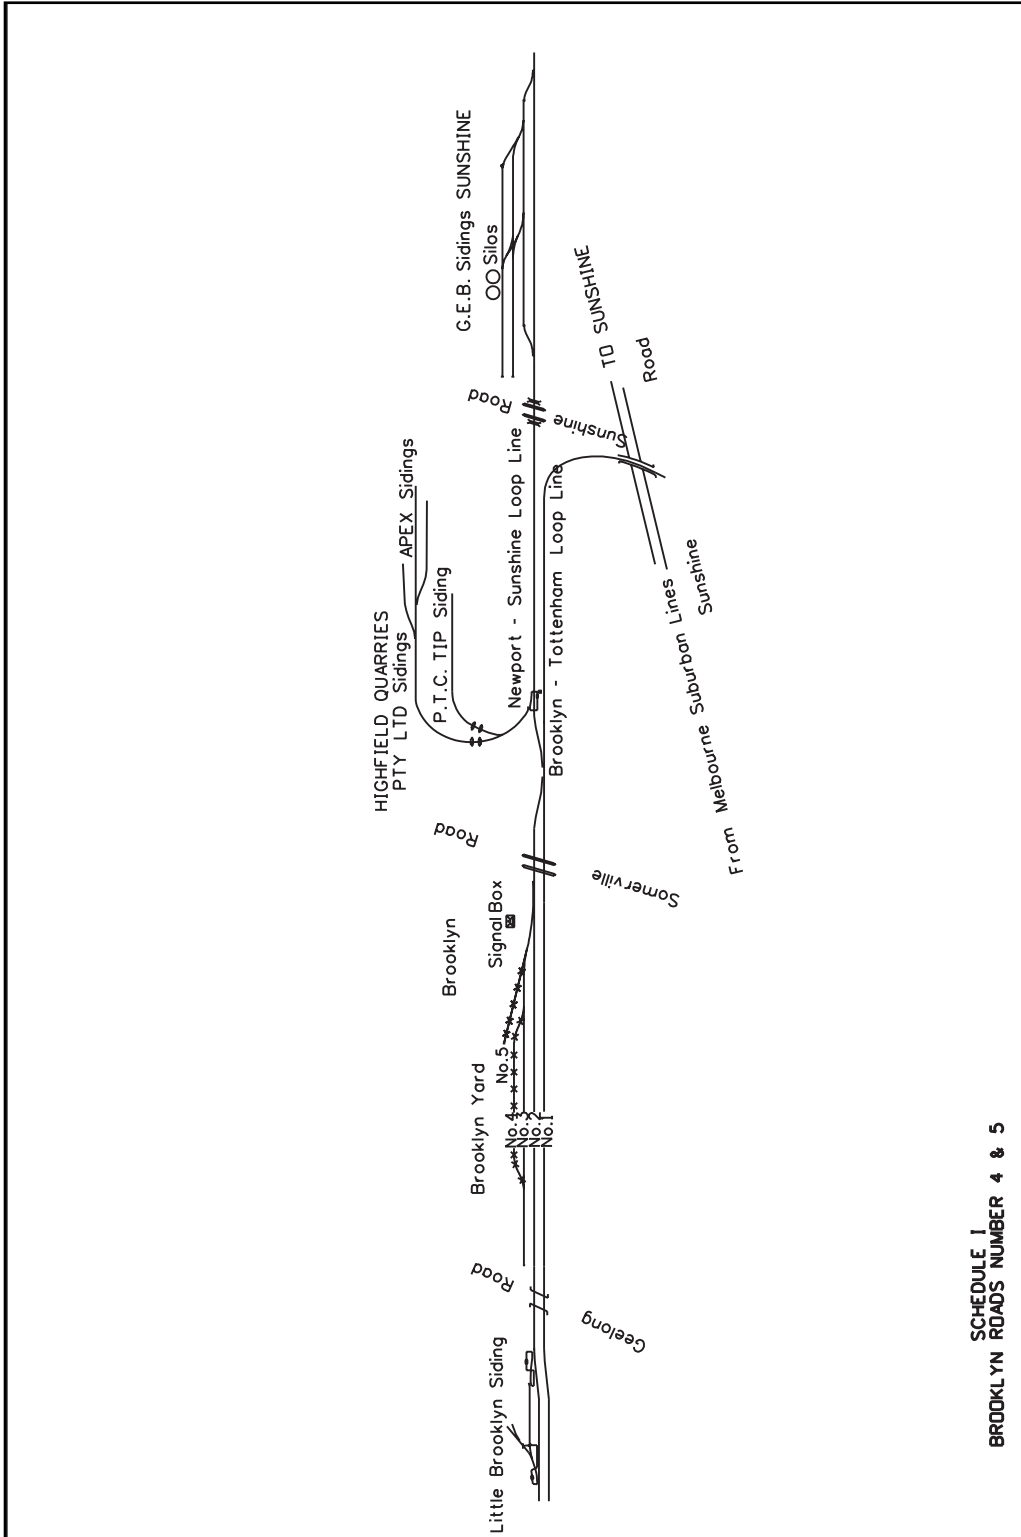 G.E.B. Sidings SUNSHINE
Silos
TO SUNSHINE
Road
Road
Sunshine
APEX Sidings
Newport - Sunshine Loop Line
Brooklyn - Tottenham Loop Line
P.T.C. TIP Siding
HIGHFIELD QUARRIES
PTY LTD Sidings
Sunshine
From Melbourne Suburban Lines
Road
Somerville
Brooklyn
Signal Box
No.5
Brooklyn Yard
No.4
No.3
No.2
No.1
Road
Geelong
Little Brooklyn Siding
SCHEDULE 1
BROOKLYN ROADS NUMBER 4 & 5